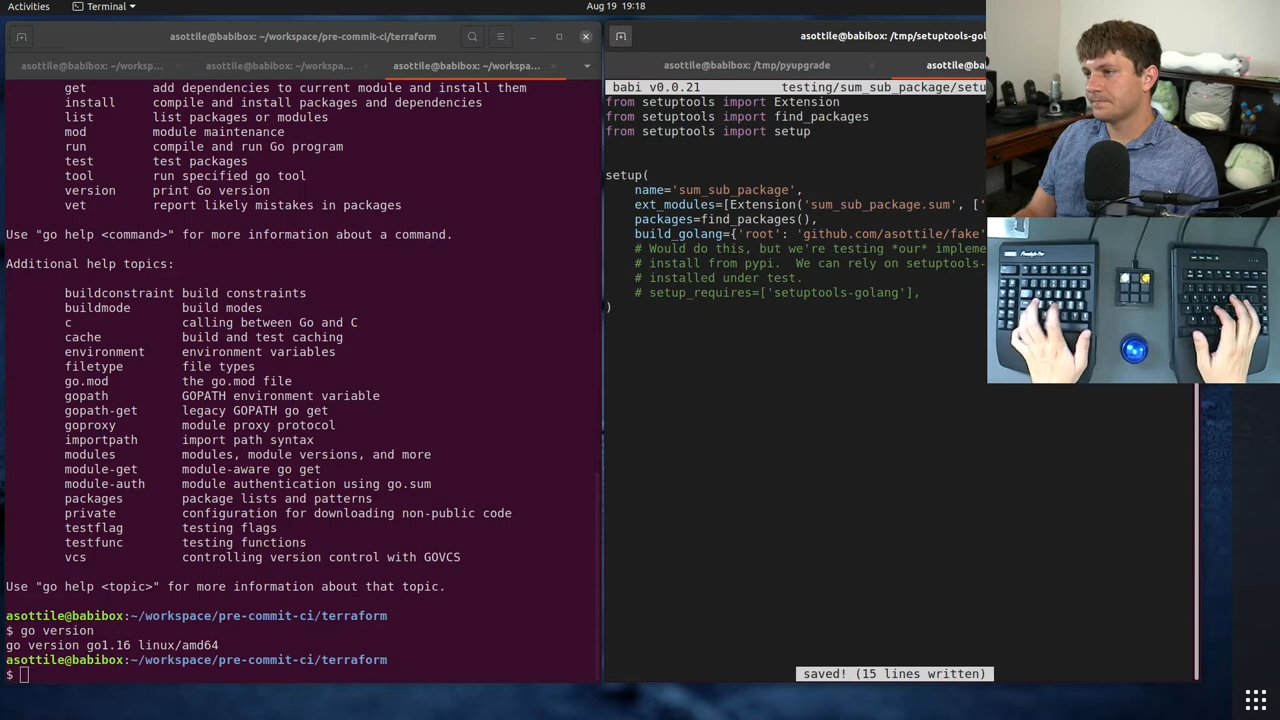 Activities
Terminal
Aug 19 19:18
asottile@babibox: ~/workspace/pre-commit-ci/terraform
asottile@babibox: ~/worksp...
asottile@babibox: ~/workspa...
asottile@babibox: ~/workspa...
get add dependencies to current module and install them
install compile and install packages and dependencies
list list packages or modules
mod module maintenance
run compile and run Go program
test test packages
tool run specified go tool
version print Go version
vet report likely mistakes in packages
Use "go help <command>" for more information about a command.
Additional help topics:
buildconstraint build constraints
buildmode build modes
c calling between Go and C
cache build and test caching
environment environment variables
filetype file types
go.mod the go.mod file
gopath GOPATH environment variable
gopath-get legacy GOPATH go get
goproxy module proxy protocol
importpath import path syntax
modules modules, module versions, and more
module-get module-aware go get
module-auth module authentication using go.sum
packages package lists and patterns
private configuration for downloading non-public code
testflag testing flags
testfunc testing functions
vcs controlling version control with GOVCS
Use "go help <topic>" for more information about that topic.
asottile@babibox:~/workspace/pre-commit-ci/terraform
$ go version
go version go1.16 linux/amd64
asottile@babibox:~/workspace/pre-commit-ci/terraform
$
asottile@babibox: /tmp/setuptools-gol
asottile@babibox: /tmp/pyupgrade
asottile@ba
babi v0.0.21 testing/sum_sub_package/setu
from setuptools import Extension
from setuptools import find_packages
from setuptools import setup
setup(
name='sum_sub_package',
ext_modules=[Extension('sum_sub_package.sum', ['
packages=find_packages(),
build_golang={'root': 'github.com/asottile/fake'
# Would do this, but we're testing *our* impleme
# install from pypi. We can rely on setuptools-
# installed under test.
# setup_requires=['setuptools-golang'],
)
saved! (15 lines written)